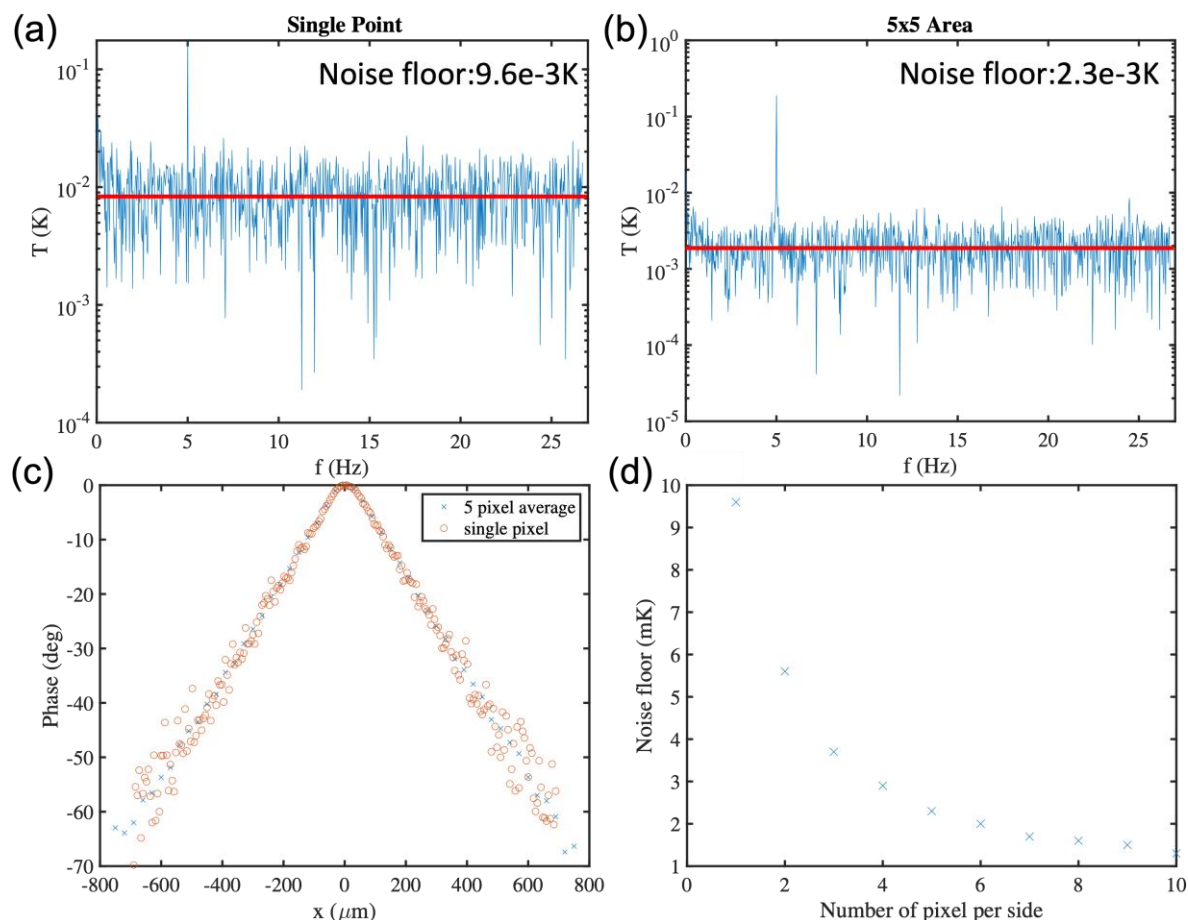 (a)
Single Point
Noise floor:9.6e-3K
10^-1
10^-2
10^-3
10^-4
T (K)
0 5 10 15 20 25
f (Hz)
(b)
5x5 Area
Noise floor:2.3e-3K
10^0
10^-1
10^-2
10^-3
10^-4
10^-5
T (K)
0 5 10 15 20 25
f (Hz)
(c)
5 pixel average
single pixel
0
-10
-20
-30
-40
-50
-60
-70
Phase (deg)
-800 -600 -400 -200 0 200 400 600 800
x (μm)
(d)
10
9
8
7
6
5
4
3
2
1
Noise floor (mK)
0 2 4 6 8 10
Number of pixel per side